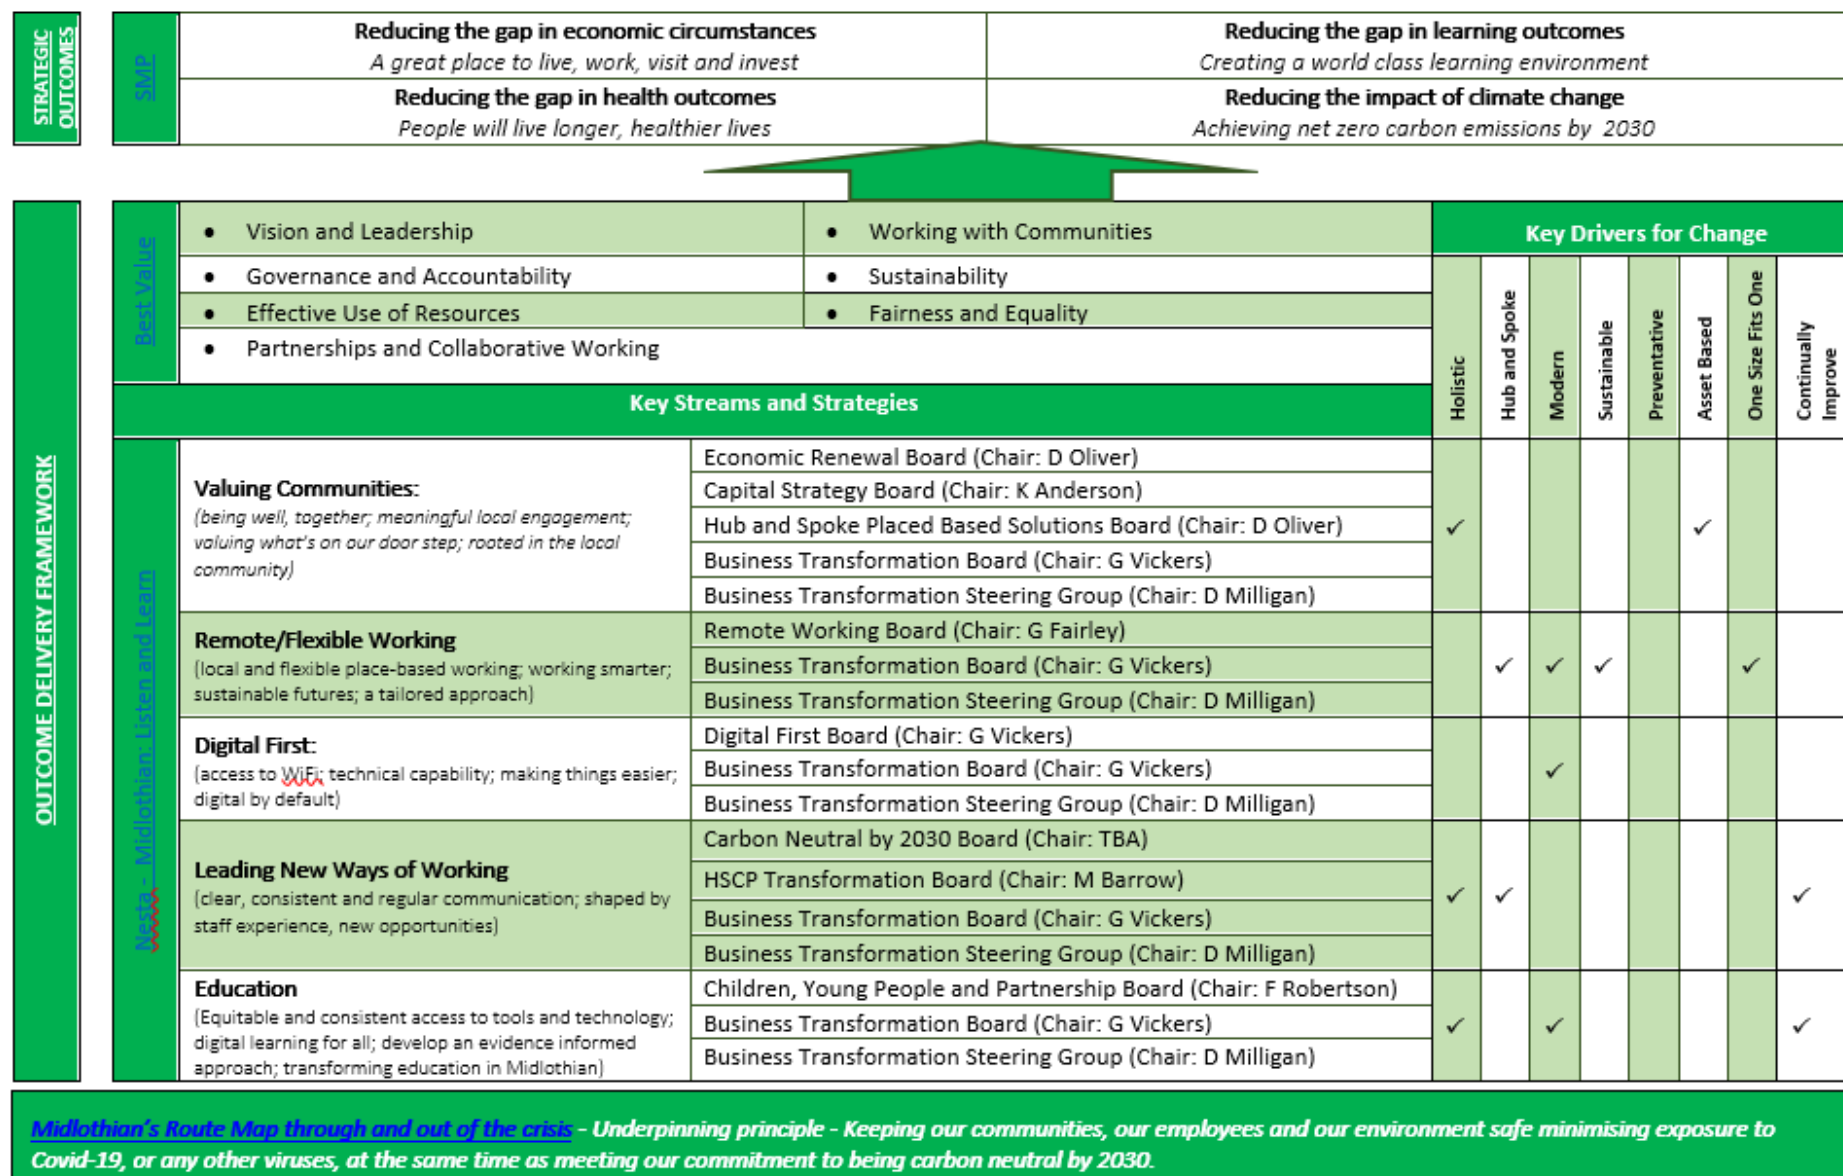 STRATEGIC
OUTCOMES
SMP
Reducing the gap in economic circumstances
A great place to live, work, visit and invest
Reducing the gap in learning outcomes
Creating a world class learning environment
Reducing the gap in health outcomes
People will live longer, healthier lives
Reducing the impact of climate change
Achieving net zero carbon emissions by 2030
OUTCOME DELIVERY FRAMEWORK
Best Value
• Vision and Leadership
• Working with Communities
• Governance and Accountability
• Sustainability
• Effective Use of Resources
• Fairness and Equality
• Partnerships and Collaborative Working
Key Drivers for Change
Holistic
Hub and Spoke
Modern
Sustainable
Preventative
Asset Based
One Size Fits One
Continually
Improve
Key Streams and Strategies
Nesta - Midlothian: Listen and Learn
Valuing Communities:
(being well, together; meaningful local engagement;
valuing what's on our door step; rooted in the local
community)
Economic Renewal Board (Chair: D Oliver)
Capital Strategy Board (Chair: K Anderson)
Hub and Spoke Placed Based Solutions Board (Chair: D Oliver)
✓ ✓
Business Transformation Board (Chair: G Vickers)
Business Transformation Steering Group (Chair: D Milligan)
Remote/Flexible Working
(local and flexible place-based working; working smarter;
sustainable futures; a tailored approach)
Remote Working Board (Chair: G Fairley)
Business Transformation Board (Chair: G Vickers)
✓ ✓ ✓ ✓
Business Transformation Steering Group (Chair: D Milligan)
Digital First:
(access to WiFi; technical capability; making things easier;
digital by default)
Digital First Board (Chair: G Vickers)
Business Transformation Board (Chair: G Vickers)
✓
Business Transformation Steering Group (Chair: D Milligan)
Leading New Ways of Working
(clear, consistent and regular communication; shaped by
staff experience, new opportunities)
Carbon Neutral by 2030 Board (Chair: TBA)
HSCP Transformation Board (Chair: M Barrow)
✓ ✓ ✓
Business Transformation Board (Chair: G Vickers)
Business Transformation Steering Group (Chair: D Milligan)
Education
(Equitable and consistent access to tools and technology;
digital learning for all; develop an evidence informed
approach; transforming education in Midlothian)
Children, Young People and Partnership Board (Chair: F Robertson)
Business Transformation Board (Chair: G Vickers)
✓ ✓ ✓
Business Transformation Steering Group (Chair: D Milligan)
Midlothian's Route Map through and out of the crisis - Underpinning principle - Keeping our communities, our employees and our environment safe minimising exposure to
Covid-19, or any other viruses, at the same time as meeting our commitment to being carbon neutral by 2030.